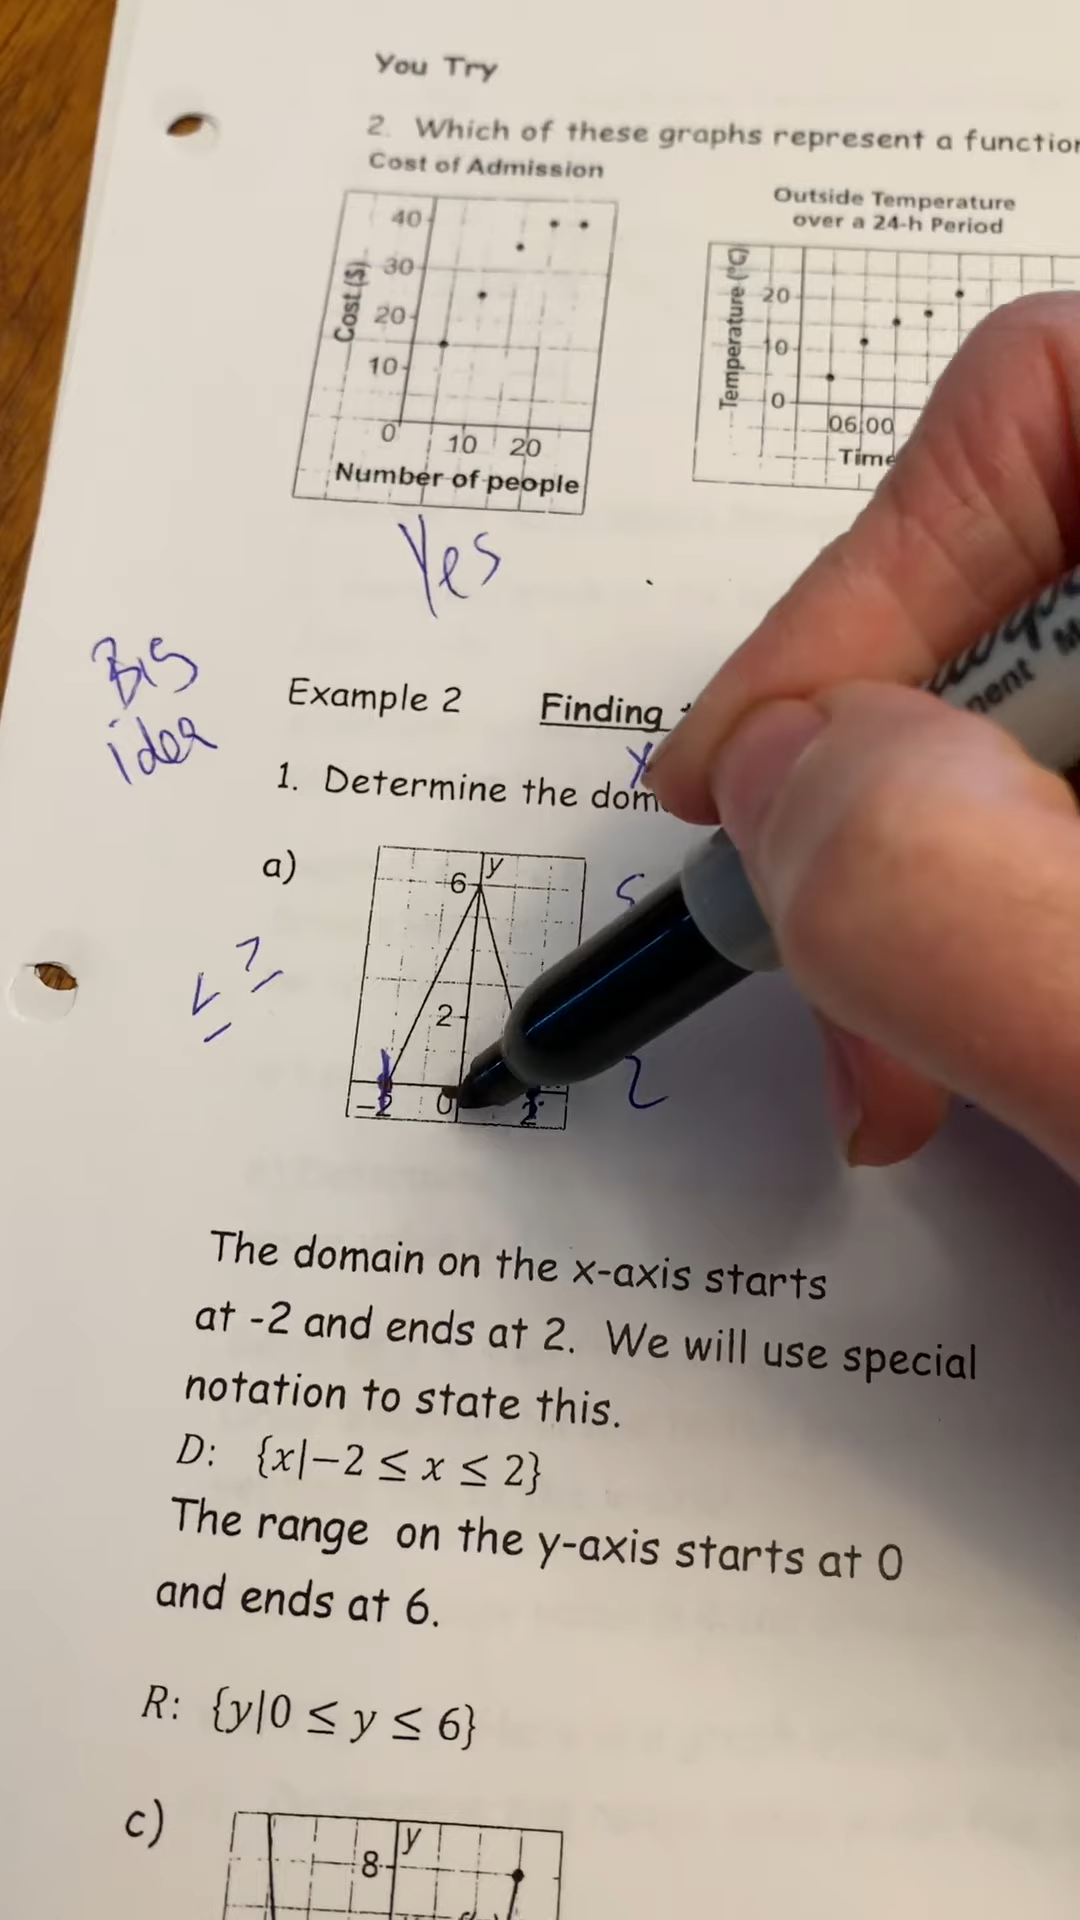 You Try
2. Which of these graphs represent a function
Cost of Admission
40
30
20
10
0
10 20
Cost ($)
Number of people
Outside Temperature
over a 24-h Period
Temperature (°C)
20
10
0
06:00
Time
Yes
Big
idea
Example 2 Finding
1. Determine the dom
a)
y
6
2
-2 0 2
< ?
2
The domain on the x-axis starts
at -2 and ends at 2. We will use special
notation to state this.
D: {x|−2 ≤ x ≤ 2}
The range on the y-axis starts at 0
and ends at 6.
R: {y|0 ≤ y ≤ 6}
c)
y
8